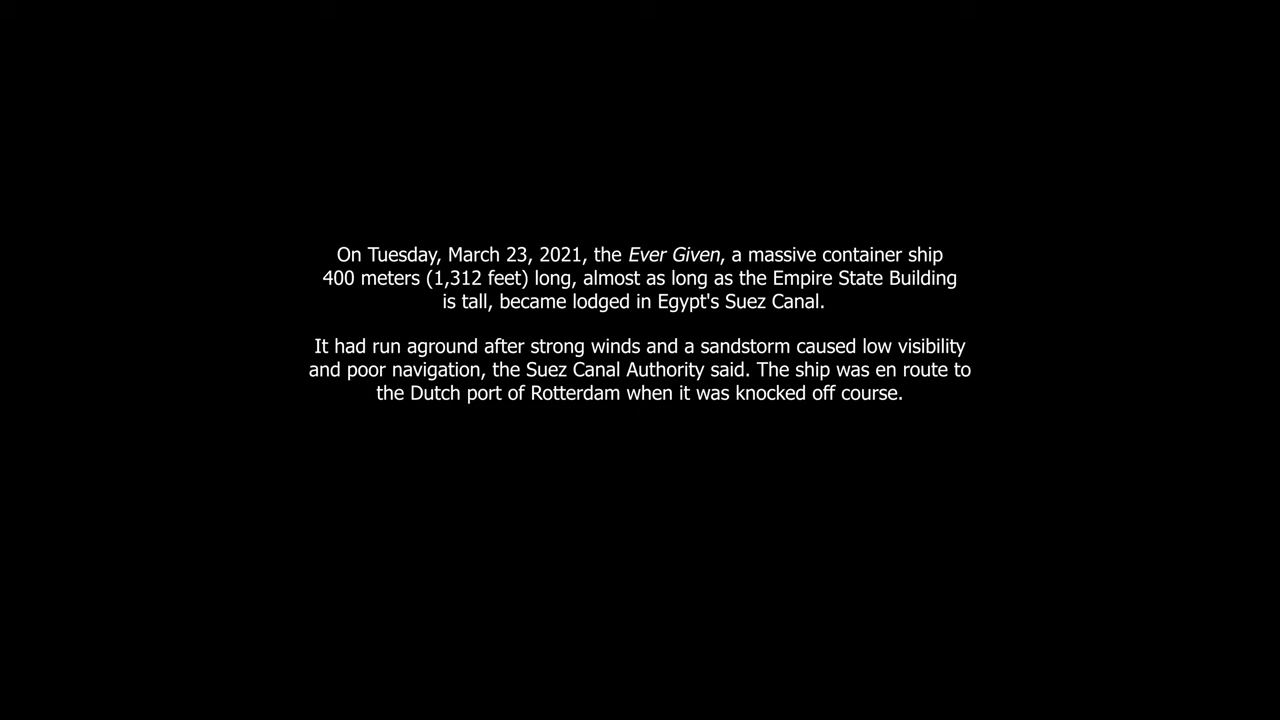 On Tuesday, March 23, 2021, the Ever Given, a massive container ship
400 meters (1,312 feet) long, almost as long as the Empire State Building
is tall, became lodged in Egypt's Suez Canal.
It had run aground after strong winds and a sandstorm caused low visibility
and poor navigation, the Suez Canal Authority said. The ship was en route to
the Dutch port of Rotterdam when it was knocked off course.